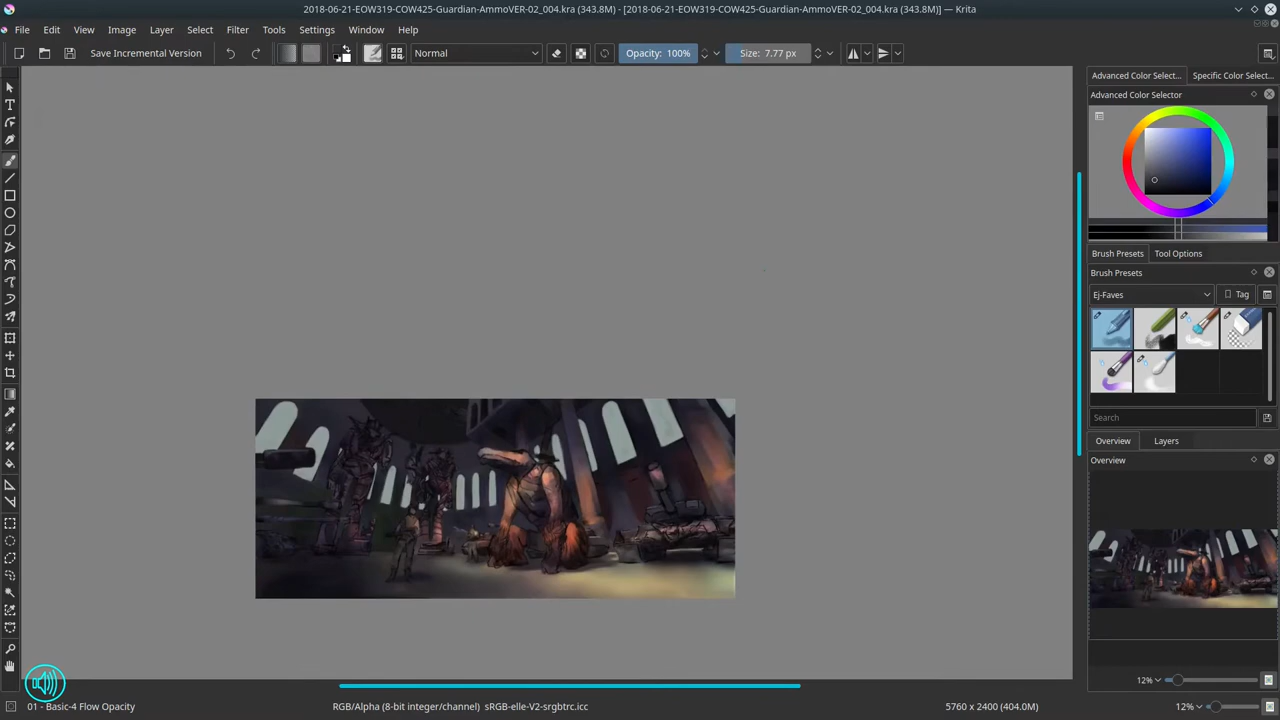 2018-06-21-EOW319-COW425-Guardian-AmmoVER-02_004.kra (343.8M) - [2018-06-21-EOW319-COW425-Guardian-AmmoVER-02_004.kra (343.8M)] — Krita
File Edit View Image Layer Select Filter Tools Settings Window Help
Save Incremental Version Normal Opacity: 100% Size: 7.77 px
Advanced Color Select... Specific Color Select...
Advanced Color Selector
Brush Presets Tool Options
Brush Presets
Ej-Faves Tag
Search
Overview Layers
Overview
12%
01 - Basic-4 Flow Opacity RGB/Alpha (8-bit integer/channel) sRGB-elle-V2-srgbtrc.icc 5760 x 2400 (404.0M) 12%